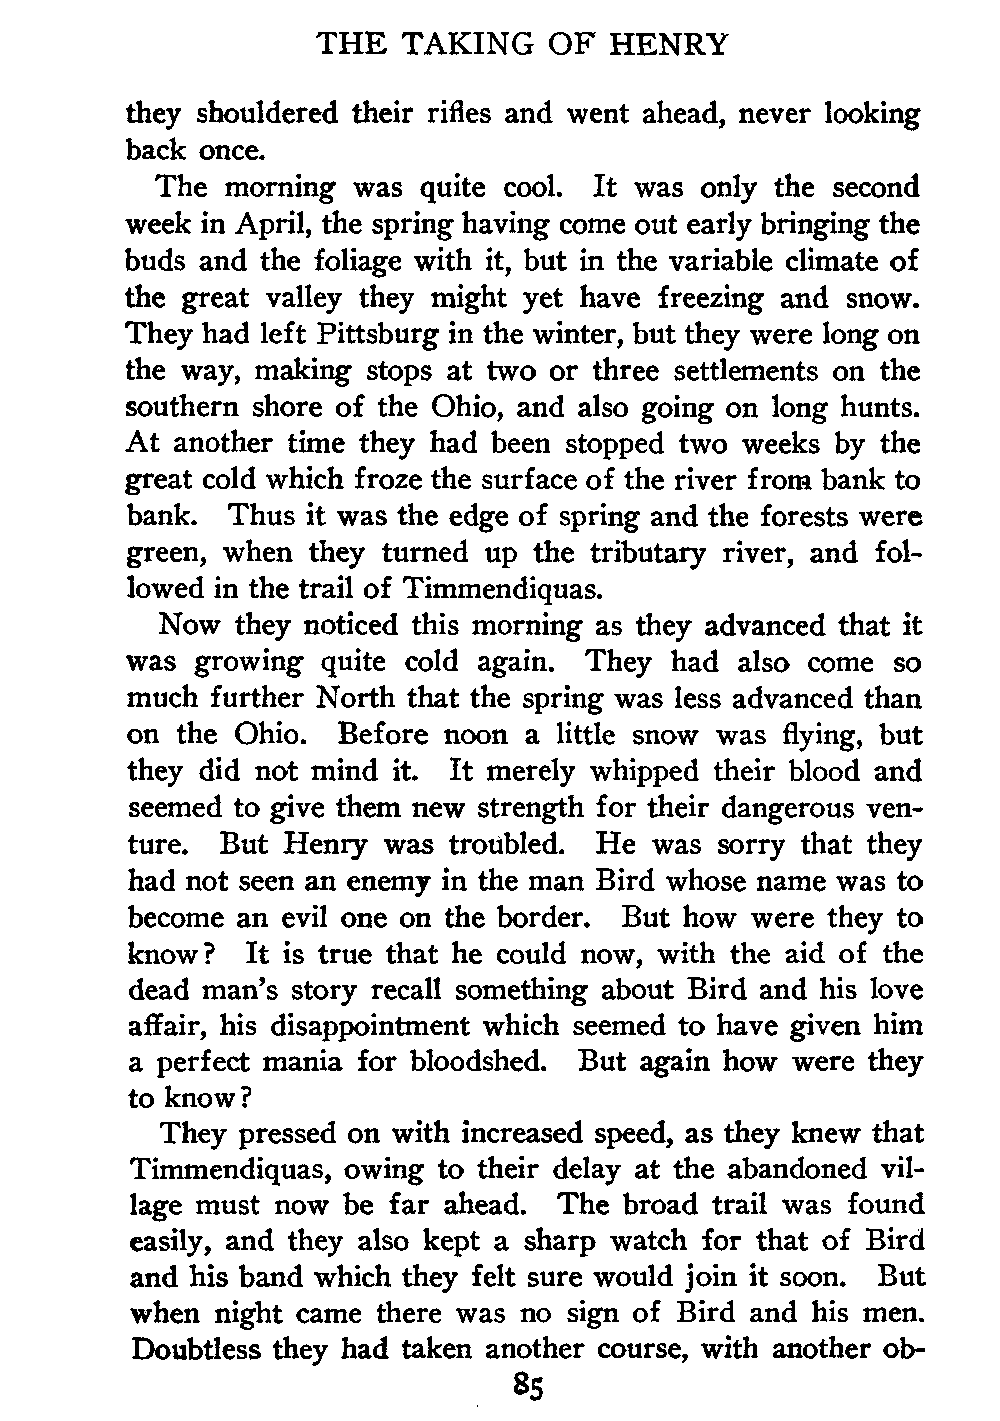 THE TAKING OF HENRY
they shouldered their rifles and went ahead, never looking
back once.
The morning was quite cool. It was only the second
week in April, the spring having come out early bringing the
buds and the foliage with it, but in the variable climate of
the great valley they might yet have freezing and snow.
They had left Pittsburg in the winter, but they were long on
the way, making stops at two or three settlements on the
southern shore of the Ohio, and also going on long hunts.
At another time they had been stopped two weeks by the
great cold which froze the surface of the river from bank to
bank. Thus it was the edge of spring and the forests were
green, when they turned up the tributary river, and fol-
lowed in the trail of Timmendiquas.
Now they noticed this morning as they advanced that it
was growing quite cold again. They had also come so
much further North that the spring was less advanced than
on the Ohio. Before noon a little snow was flying, but
they did not mind it. It merely whipped their blood and
seemed to give them new strength for their dangerous ven-
ture. But Henry was troubled. He was sorry that they
had not seen an enemy in the man Bird whose name was to
become an evil one on the border. But how were they to
know? It is true that he could now, with the aid of the
dead man's story recall something about Bird and his love
affair, his disappointment which seemed to have given him
a perfect mania for bloodshed. But again how were they
to know?
They pressed on with increased speed, as they knew that
Timmendiquas, owing to their delay at the abandoned vil-
lage must now be far ahead. The broad trail was found
easily, and they also kept a sharp watch for that of Bird
and his band which they felt sure would join it soon. But
when night came there was no sign of Bird and his men.
Doubtless they had taken another course, with another ob-
85